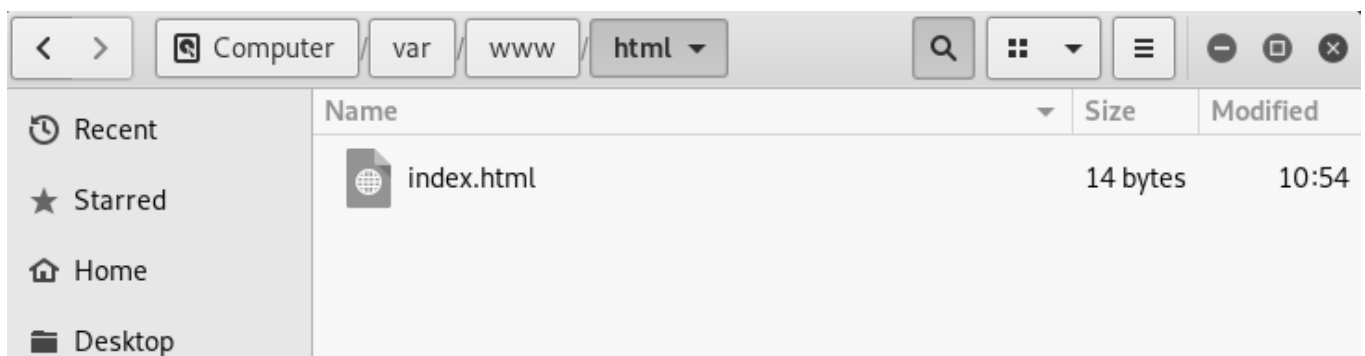 Computer / var / www / html
Name Size Modified
Recent
index.html 14 bytes 10:54
Starred
Home
Desktop